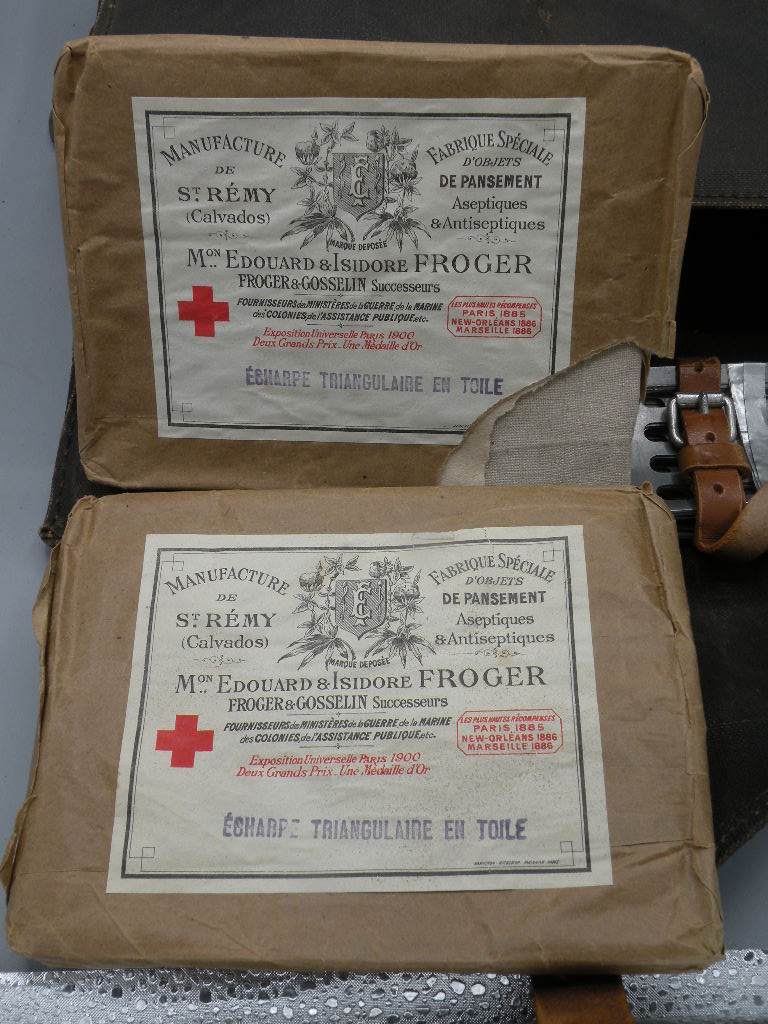 MANUFACTURE
DE
ST RÉMY
(Calvados)
MARQUE DEPOSÉE
FABRIQUE SPÉCIALE
D'OBJETS
DE PANSEMENT
Aseptiques
& Antiseptiques
MON EDOUARD & ISIDORE FROGER
FROGER & GOSSELIN Successeurs
FOURNISSEURS des MINISTÈRES de la GUERRE, de la MARINE
des COLONIES, de l'ASSISTANCE PUBLIQUE, etc.
LES PLUS HAUTES RÉCOMPENSES
PARIS 1885
NEW-ORLÉANS 1886
MARSEILLE 1886
Exposition Universelle PARIS 1900
Deux Grands Prix_Une Médaille d'Or
ÉCHARPE TRIANGULAIRE EN TOILE
MANUFACTURE
DE
ST RÉMY
(Calvados)
MARQUE DEPOSÉE
FABRIQUE SPÉCIALE
D'OBJETS
DE PANSEMENT
Aseptiques
& Antiseptiques
MON EDOUARD & ISIDORE FROGER
FROGER & GOSSELIN Successeurs
FOURNISSEURS des MINISTÈRES de la GUERRE, de la MARINE
des COLONIES, de l'ASSISTANCE PUBLIQUE, etc.
LES PLUS HAUTES RÉCOMPENSES
PARIS 1885
NEW-ORLÉANS 1886
MARSEILLE 1886
Exposition Universelle PARIS 1900
Deux Grands Prix_Une Médaille d'Or
ÉCHARPE TRIANGULAIRE EN TOILE